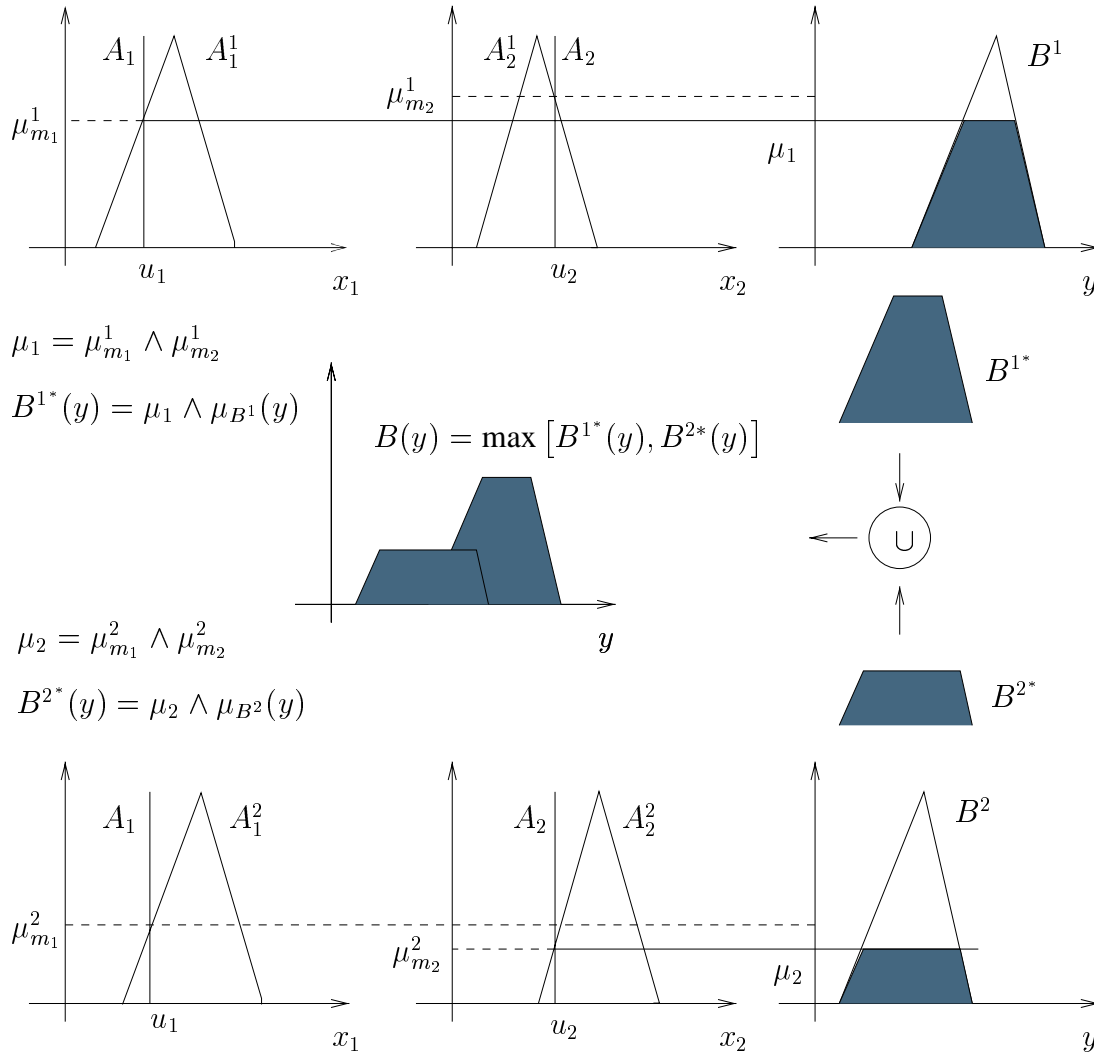 A_1 A_1^1 A_2^1 A_2 B^1
μ_{m_1}^1 μ_{m_2}^1 μ_1
u_1 x_1 u_2 x_2 y
μ_1 = μ_{m_1}^1 ∧ μ_{m_2}^1
B^{1^*}
B^{1^*}(y) = μ_1 ∧ μ_{B^1}(y)
B(y) = max [B^{1^*}(y), B^{2*}(y)]
∪
y
μ_2 = μ_{m_1}^2 ∧ μ_{m_2}^2
B^{2^*}(y) = μ_2 ∧ μ_{B^2}(y)
B^{2^*}
A_1 A_1^2 A_2 A_2^2 B^2
μ_{m_1}^2 μ_{m_2}^2 μ_2
u_1 x_1 u_2 x_2 y